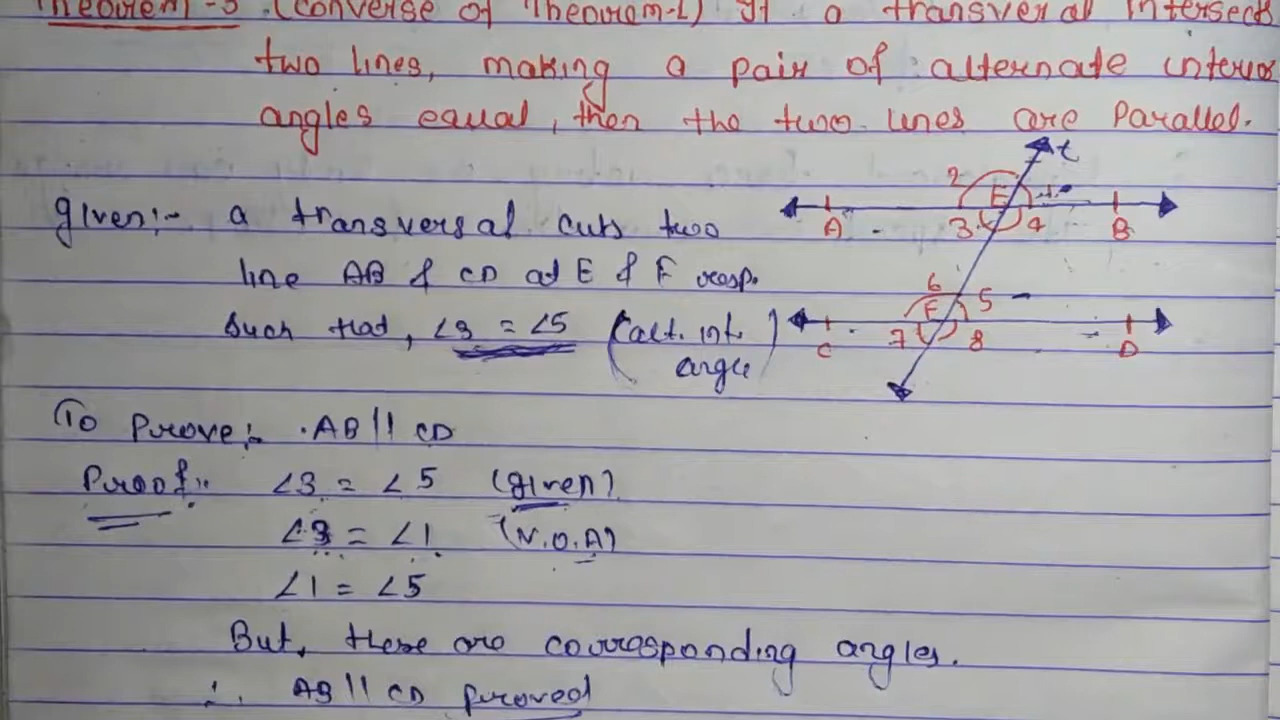 Theorem-3 (Converse of Theorem-1) If a transversal intersects
two lines, making a pair of alternate interior
angles equal, then the two lines are Parallel.
t
2 E 1
given:- a transversal cuts two
A 3 4 B
line AB & CD at E & F resp.
6 5
F
Such that, ∠3 = ∠5 (alt. int.
angle)
C 7 8 D
To Prove:- AB || CD
Proof:- ∠3 = ∠5 (given)
∠3 = ∠1 (V.O.A)
∠1 = ∠5
But, these are corresponding angles.
∴ AB || CD proved